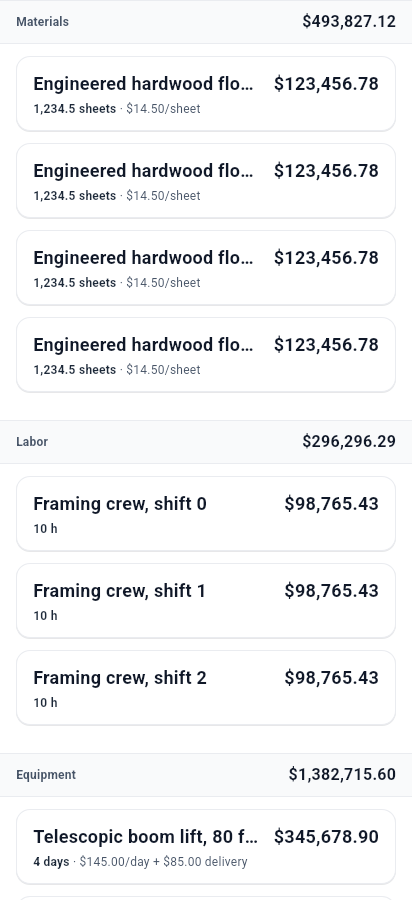 Materials $493,827.12
Engineered hardwood flo… $123,456.78
1,234.5 sheets · $14.50/sheet
Engineered hardwood flo… $123,456.78
1,234.5 sheets · $14.50/sheet
Engineered hardwood flo… $123,456.78
1,234.5 sheets · $14.50/sheet
Engineered hardwood flo… $123,456.78
1,234.5 sheets · $14.50/sheet
Labor $296,296.29
Framing crew, shift 0 $98,765.43
10 h
Framing crew, shift 1 $98,765.43
10 h
Framing crew, shift 2 $98,765.43
10 h
Equipment $1,382,715.60
Telescopic boom lift, 80 f… $345,678.90
4 days · $145.00/day + $85.00 delivery